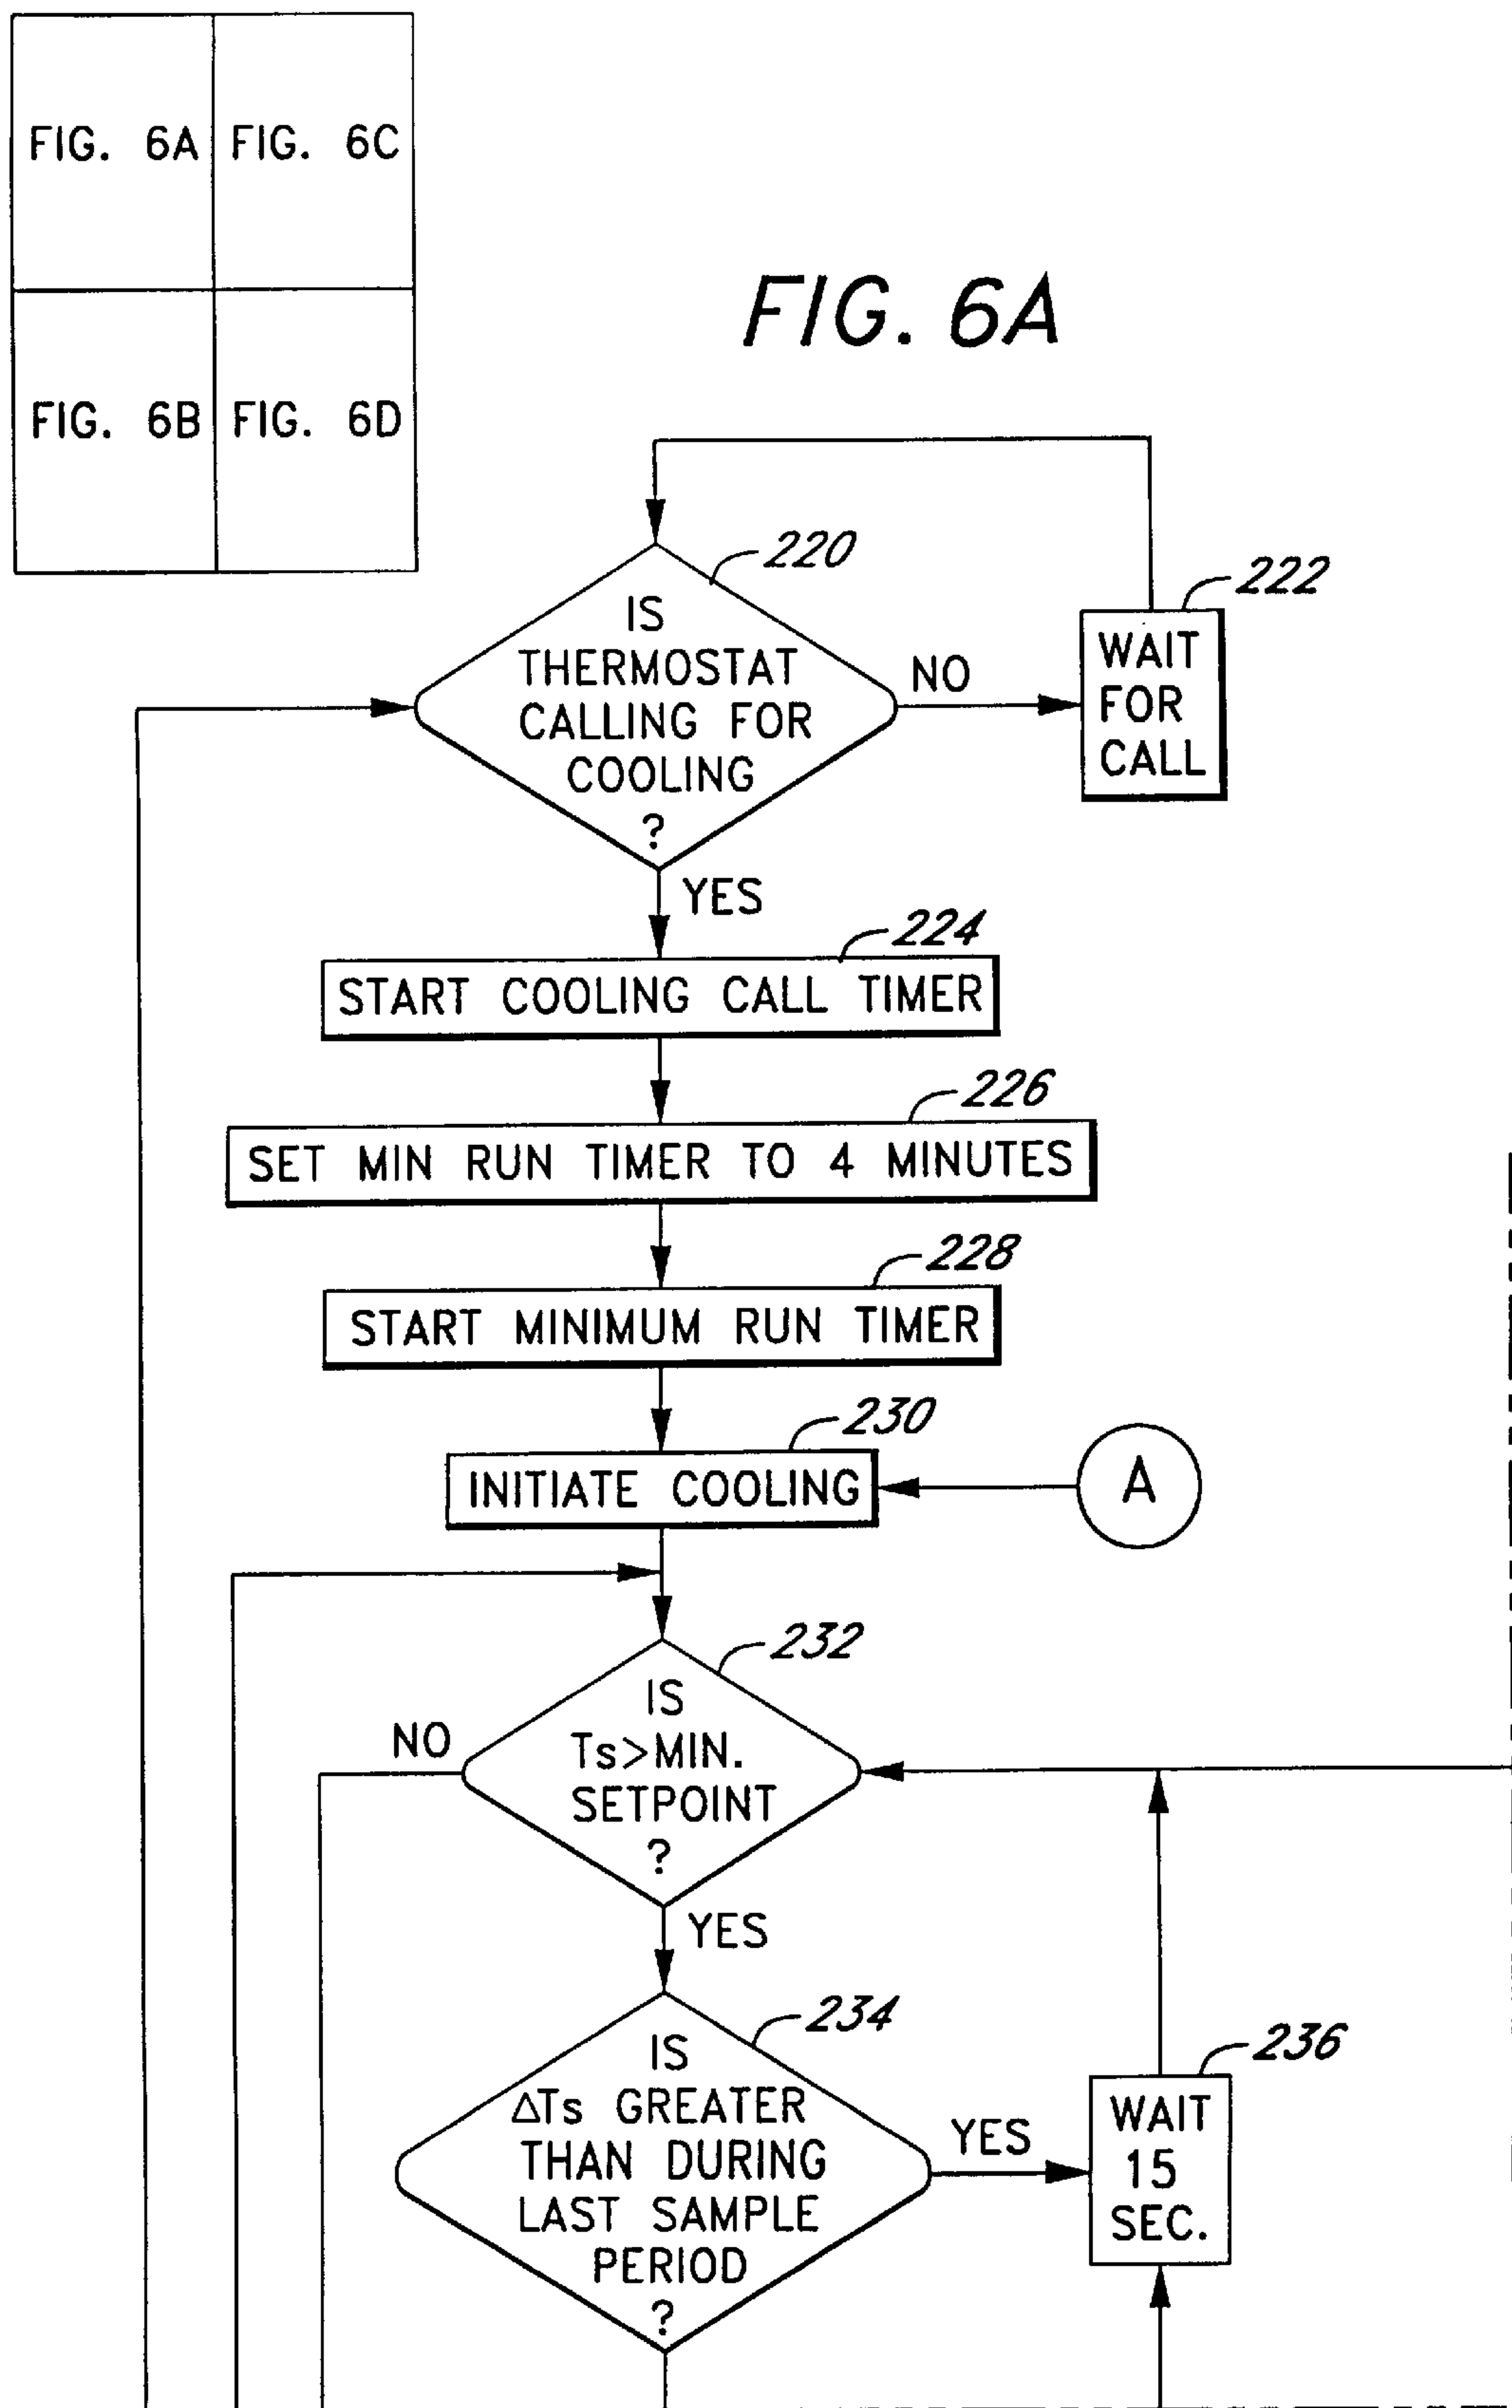 FIG. 6A FIG. 6C
FIG. 6B FIG. 6D
FIG. 6A
220
IS
THERMOSTAT
CALLING FOR
COOLING
?
NO
222
WAIT
FOR
CALL
YES
224
START COOLING CALL TIMER
226
SET MIN RUN TIMER TO 4 MINUTES
228
START MINIMUM RUN TIMER
230
INITIATE COOLING
A
232
IS
Ts>MIN.
SETPOINT
?
NO
YES
234
IS
ΔTs GREATER
THAN DURING
LAST SAMPLE
PERIOD
?
YES
236
WAIT
15
SEC.